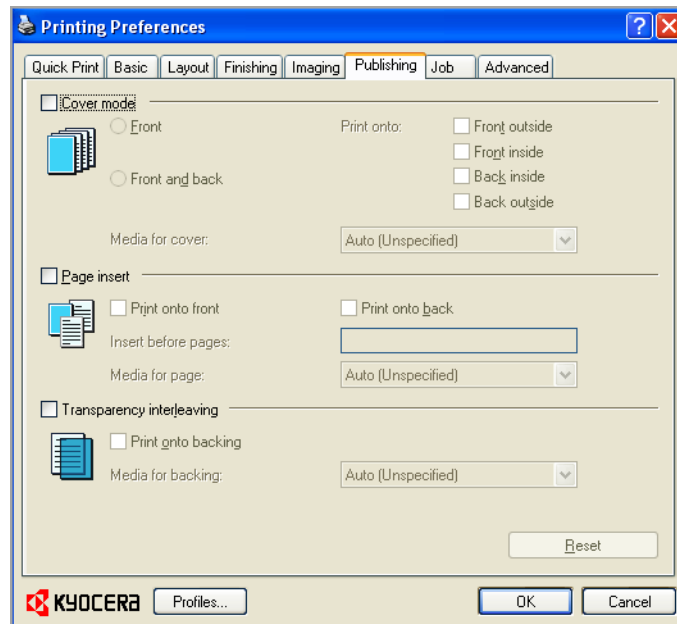 Printing Preferences
Quick Print Basic Layout Finishing Imaging Publishing Job Advanced
Cover mode
Front Print onto: Front outside
Front inside
Front and back Back inside
Back outside
Media for cover: Auto (Unspecified)
Page insert
Print onto front Print onto back
Insert before pages:
Media for page: Auto (Unspecified)
Transparency interleaving
Print onto backing
Media for backing: Auto (Unspecified)
Reset
KYOCERA Profiles... OK Cancel